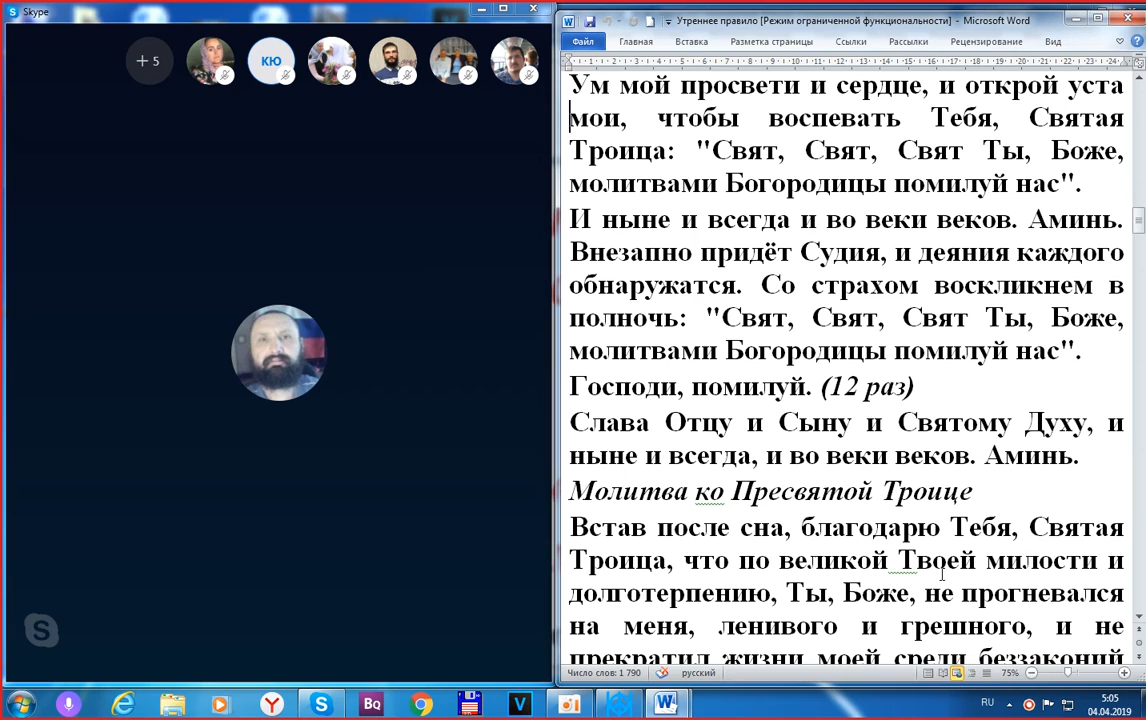 Skype
+ 5
КЮ
Утреннее правило [Режим ограниченной функциональности] - Microsoft Word
Файл Главная Вставка Разметка страницы Ссылки Рассылки Рецензирование Вид
Ум мой просвети и сердце, и открой уста
мои, чтобы воспевать Тебя, Святая
Троица: "Свят, Свят, Свят Ты, Боже,
молитвами Богородицы помилуй нас".
И ныне и всегда и во веки веков. Аминь.
Внезапно придёт Судия, и деяния каждого
обнаружатся. Со страхом воскликнем в
полночь: "Свят, Свят, Свят Ты, Боже,
молитвами Богородицы помилуй нас".
Господи, помилуй. (12 раз)
Слава Отцу и Сыну и Святому Духу, и
ныне и всегда, и во веки веков. Аминь.
Молитва ко Пресвятой Троице
Встав после сна, благодарю Тебя, Святая
Троица, что по великой Твоей милости и
долготерпению, Ты, Боже, не прогневался
на меня, ленивого и грешного, и не
прекратил жизни моей среди беззаконий
Число слов: 1 790 русский 75%
Bq
RU 5:05
04.04.2019